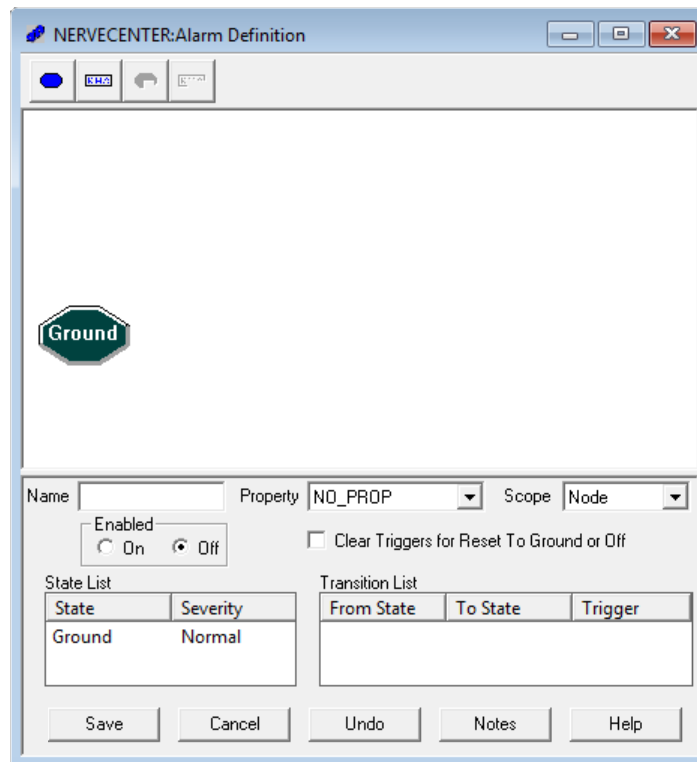 NERVECENTER:Alarm Definition
Ground
Name Property NO_PROP Scope Node
Enabled
On Off Clear Triggers for Reset To Ground or Off
State List Transition List
State Severity From State To State Trigger
Ground Normal
Save Cancel Undo Notes Help